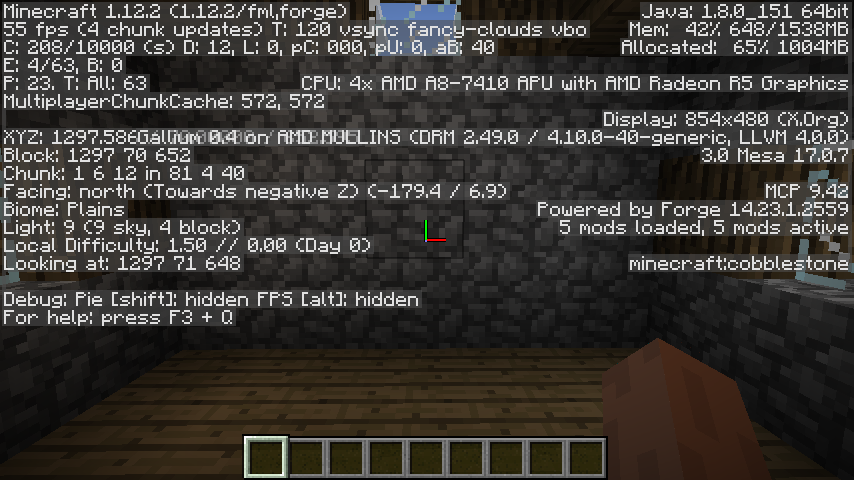 Minecraft 1.12.2 (1.12.2/fml,forge)
55 fps (4 chunk updates) T: 120 vsync fancy-clouds vbo
C: 208/10000 (s) D: 12, L: 0, pC: 000, pU: 0, aB: 40
E: 4/63, B: 0
P: 23. T: All: 63
MultiplayerChunkCache: 572, 572
XYZ: 1297.586
Block: 1297 70 652
Chunk: 1 6 12 in 81 4 40
Facing: north (Towards negative Z) (-179.4 / 6.9)
Biome: Plains
Light: 9 (9 sky, 4 block)
Local Difficulty: 1.50 // 0.00 (Day 0)
Looking at: 1297 71 648
Debug: Pie [shift]: hidden FPS [alt]: hidden
For help: press F3 + Q
Java: 1.8.0_151 64bit
Mem: 42% 648/1538MB
Allocated: 65% 1004MB
CPU: 4x AMD A8-7410 APU with AMD Radeon R5 Graphics
Display: 854x480 (X.Org)
Gallium 0.4 on AMD MULLINS (DRM 2.49.0 / 4.10.0-40-generic, LLVM 4.0.0)
3.0 Mesa 17.0.7
MCP 9.42
Powered by Forge 14.23.1.2559
5 mods loaded, 5 mods active
minecraft:cobblestone